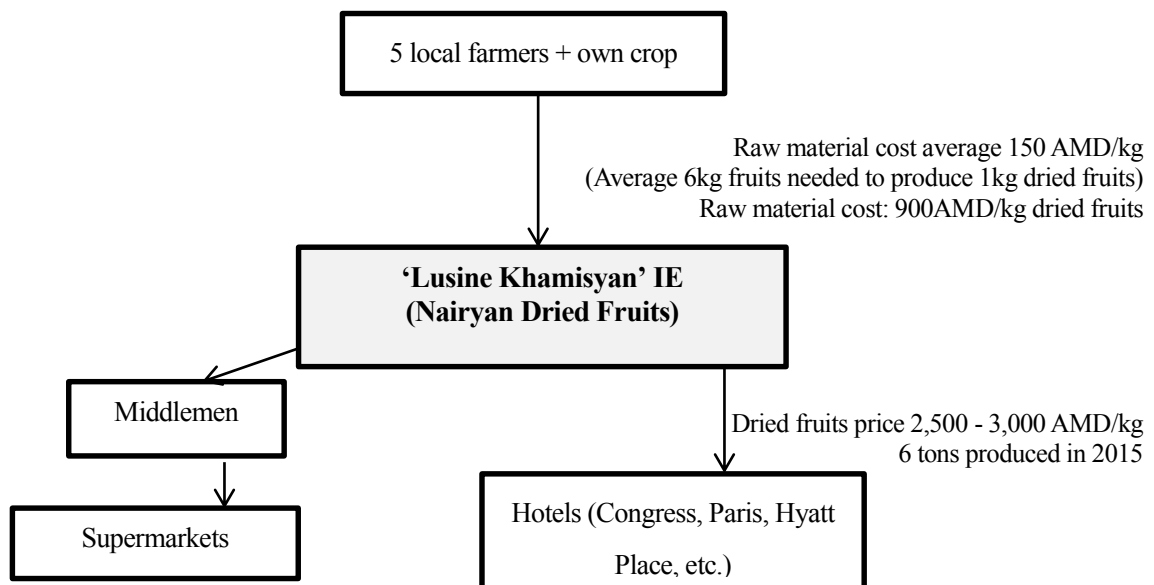 5 local farmers + own crop
Raw material cost average 150 AMD/kg
(Average 6kg fruits needed to produce 1kg dried fruits)
Raw material cost: 900AMD/kg dried fruits
‘Lusine Khamisyan’ IE
(Nairyan Dried Fruits)
Middlemen
Dried fruits price 2,500 - 3,000 AMD/kg
6 tons produced in 2015
Supermarkets
Hotels (Congress, Paris, Hyatt
Place, etc.)